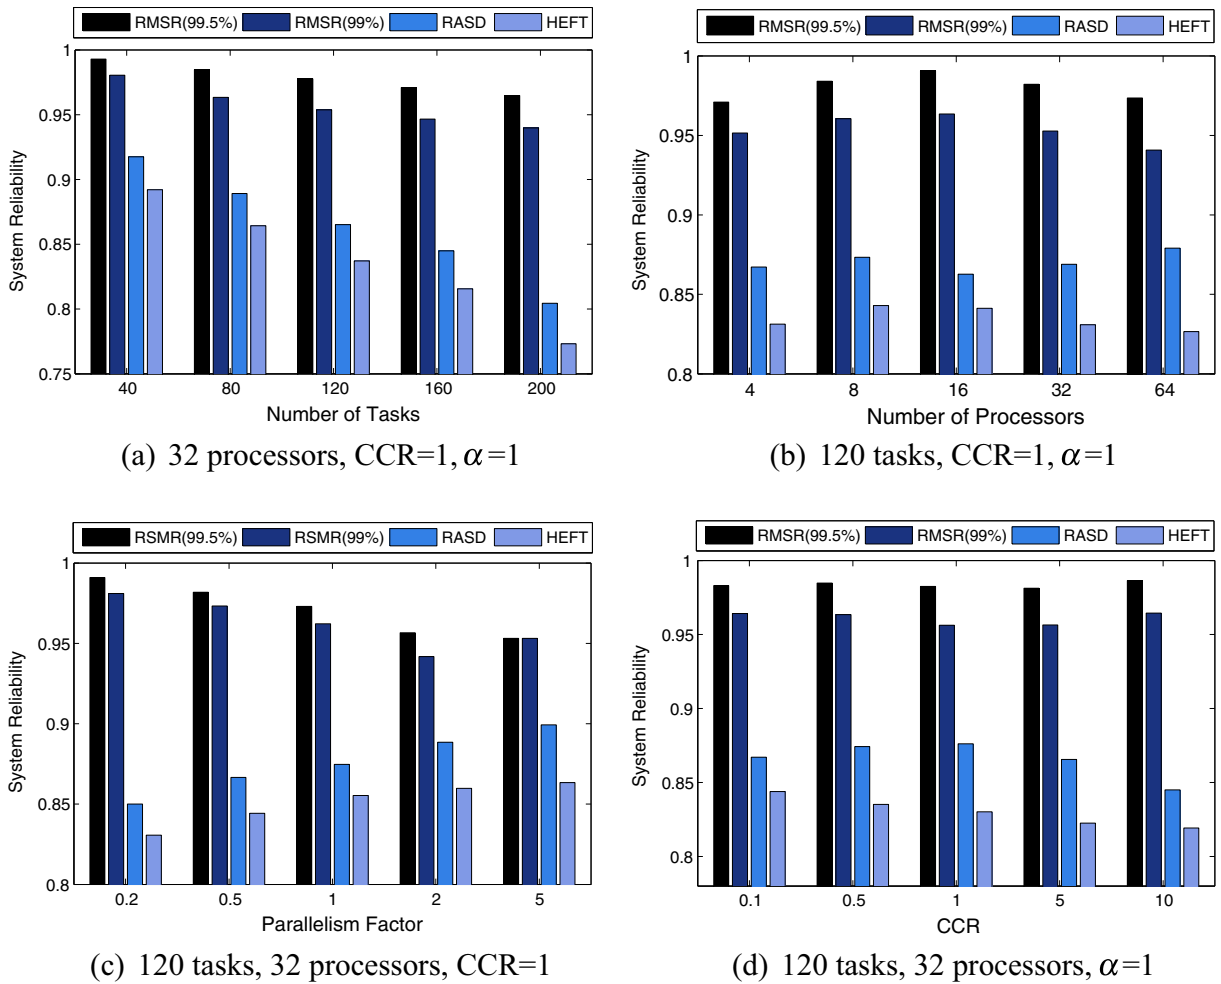 RMSR(99.5%) RMSR(99%) RASD HEFT
1
0.95
0.9
0.85
0.8
0.75
System Reliability
40 80 120 160 200
Number of Tasks
(a) 32 processors, CCR=1, α=1
RMSR(99.5%) RMSR(99%) RASD HEFT
1
0.95
0.9
0.85
0.8
System Reliability
4 8 16 32 64
Number of Processors
(b) 120 tasks, CCR=1, α=1
RSMR(99.5%) RSMR(99%) RASD HEFT
1
0.95
0.9
0.85
0.8
System Reliability
0.2 0.5 1 2 5
Parallelism Factor
(c) 120 tasks, 32 processors, CCR=1
RMSR(99.5%) RMSR(99%) RASD HEFT
1
0.95
0.9
0.85
0.8
System Reliability
0.1 0.5 1 5 10
CCR
(d) 120 tasks, 32 processors, α=1